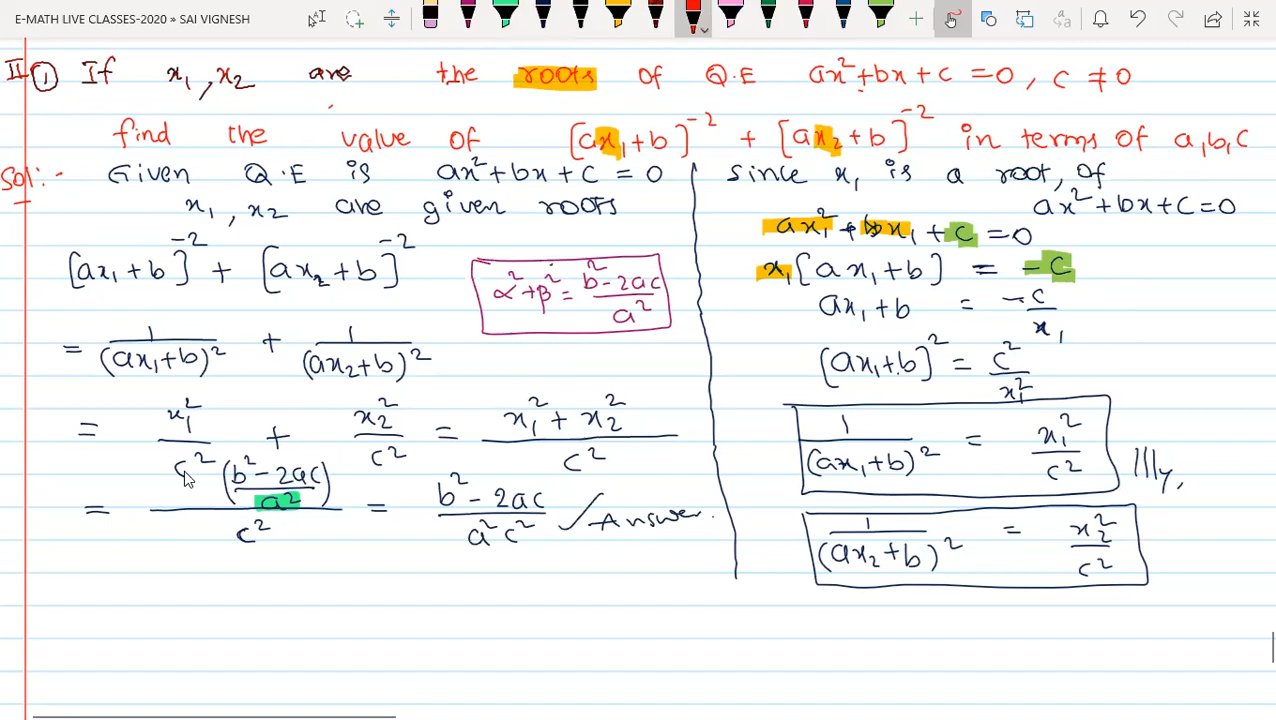 E-MATH LIVE CLASSES-2020 » SAI VIGNESH
II ① If x₁, x₂ are the roots of Q.E ax²+bx+c=0, c≠0
find the value of [ax₁+b]⁻² + [ax₂+b]⁻² in terms of a,b,c
Sol:- Given Q.E is ax²+bx+c=0
x₁, x₂ are given roots
[ax₁+b]⁻² + [ax₂+b]⁻²
α²+β² = (b²-2ac)/a²
= 1/(ax₁+b)² + 1/(ax₂+b)²
= x₁²/c² + x₂²/c² = (x₁²+x₂²)/c²
= ((b²-2ac)/a²)/c² = (b²-2ac)/(a²c²) ✓ Answer.
since x₁ is a root, of
ax²+bx+c=0
ax₁²+bx₁+c=0
x₁[ax₁+b] = -c
ax₁+b = -c/x₁
[ax₁+b]² = c²/x₁²
1/(ax₁+b)² = x₁²/c²
Illly,
1/(ax₂+b)² = x₂²/c²